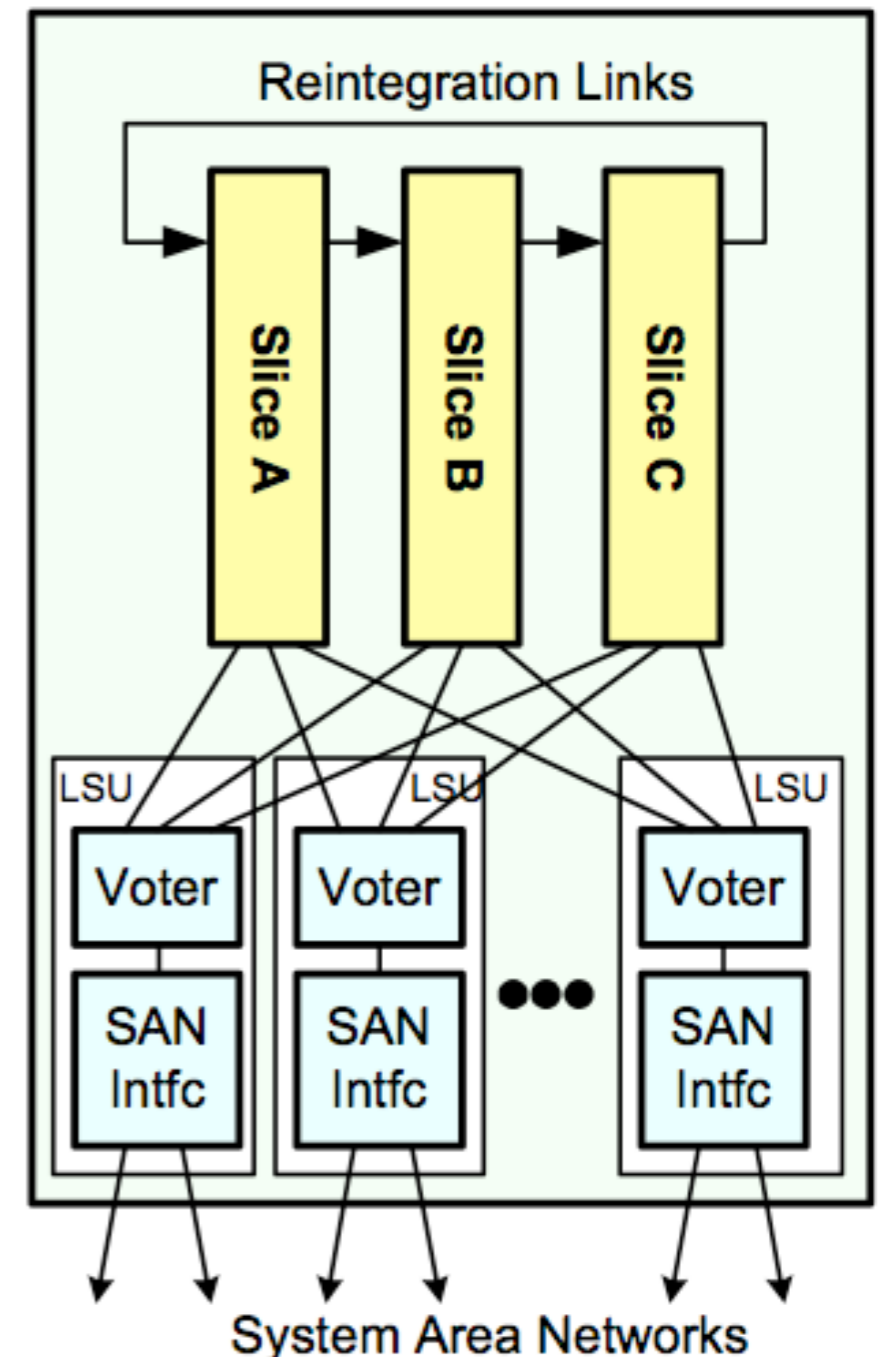 Reintegration Links
Slice A
Slice B
Slice C
LSU
LSU
LSU
Voter
Voter
Voter
SAN
Intfc
SAN
Intfc
SAN
Intfc
System Area Networks